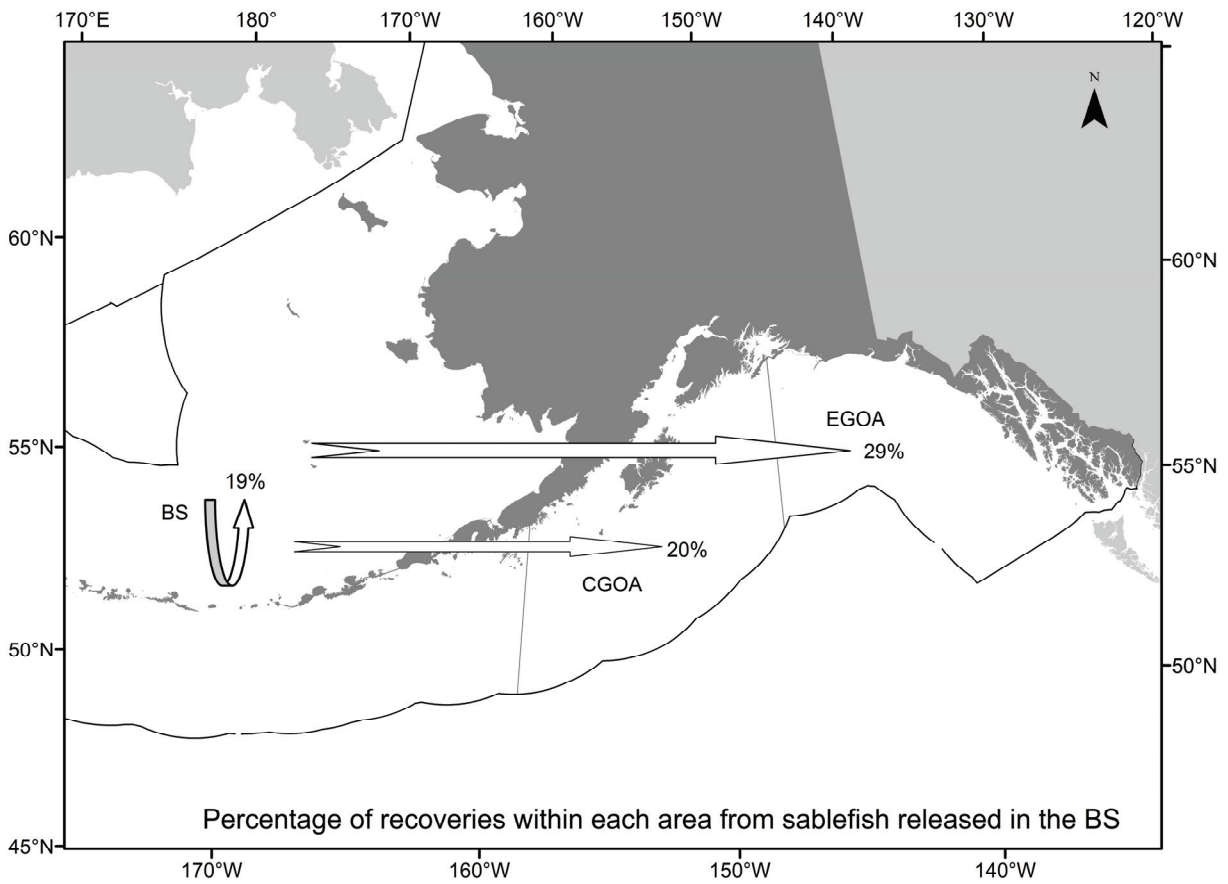 170°E 180° 170°W 160°W 150°W 140°W 130°W 120°W
N
60°N
60°N
EGOA
55°N
29%
55°N
19%
BS
20%
CGOA
50°N
50°N
Percentage of recoveries within each area from sablefish released in the BS
45°N
170°W 160°W 150°W 140°W